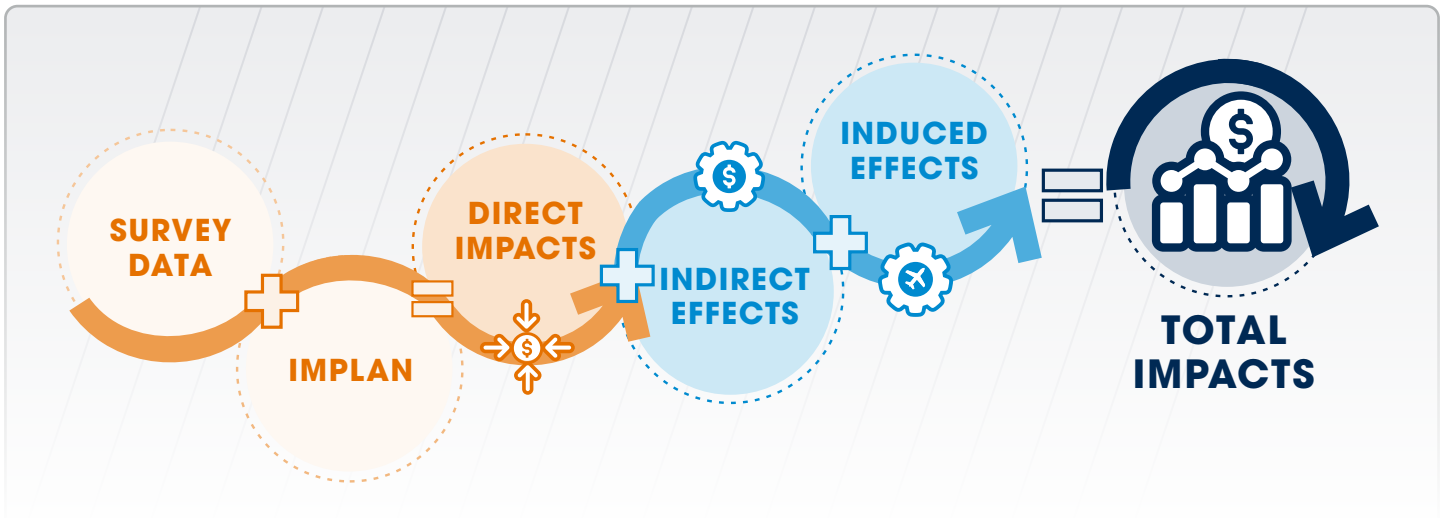 SURVEY
DATA
IMPLAN
DIRECT
IMPACTS
$
INDIRECT
EFFECTS
$
INDUCED
EFFECTS
$
TOTAL
IMPACTS